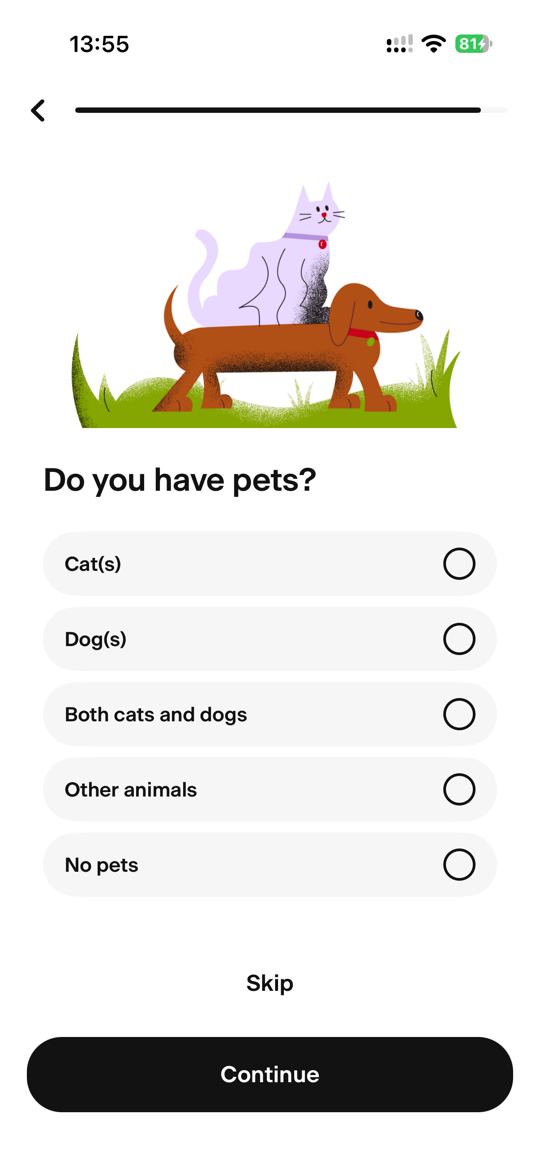 13:55
81
Do you have pets?
Cat(s)
Dog(s)
Both cats and dogs
Other animals
No pets
Skip
Continue